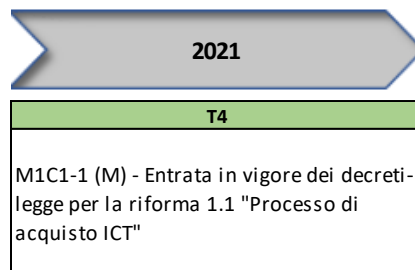 2021
T4
M1C1-1 (M) - Entrata in vigore dei decreti-
legge per la riforma 1.1 "Processo di
acquisto ICT"